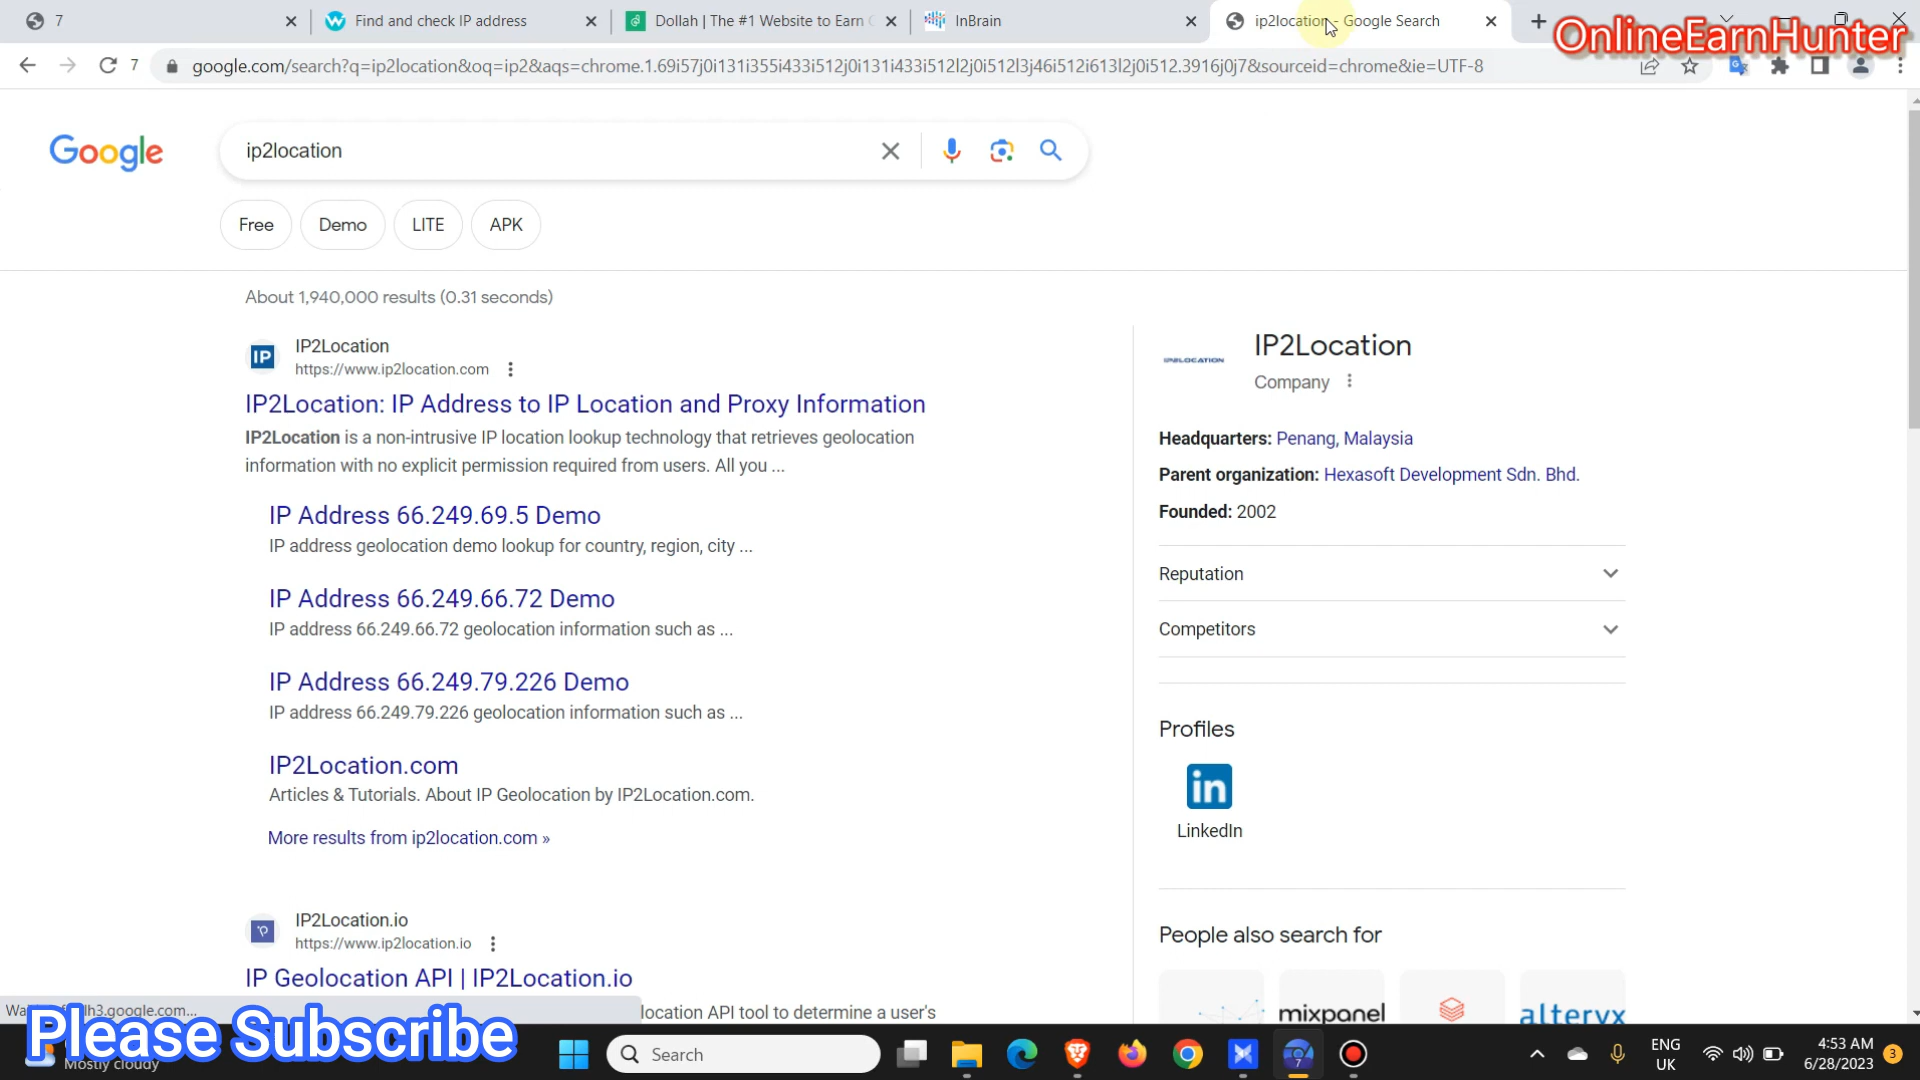 7
Find and check IP address
Dollah | The #1 Website to Earn
InBrain
ip2location - Google Search
OnlineEarnHunter
7
google.com/search?q=ip2location&oq=ip2&aqs=chrome.1.69i57j0i131i355i433i512j0i131i433i512l2j0i512l3j46i512i613l2j0i512.3916j0j7&sourceid=chrome&ie=UTF-8
Google
ip2location
Free
Demo
LITE
APK
About 1,940,000 results (0.31 seconds)
IP
IP2Location
https://www.ip2location.com
IP2Location: IP Address to IP Location and Proxy Information
IP2Location is a non-intrusive IP location lookup technology that retrieves geolocation
information with no explicit permission required from users. All you ...
IP Address 66.249.69.5 Demo
IP address geolocation demo lookup for country, region, city ...
IP Address 66.249.66.72 Demo
IP address 66.249.66.72 geolocation information such as ...
IP Address 66.249.79.226 Demo
IP address 66.249.79.226 geolocation information such as ...
IP2Location.com
Articles & Tutorials. About IP Geolocation by IP2Location.com.
More results from ip2location.com »
IP2Location.io
https://www.ip2location.io
IP Geolocation API | IP2Location.io
location API tool to determine a user's
IP2LOCATION
IP2Location
Company
Headquarters: Penang, Malaysia
Parent organization: Hexasoft Development Sdn. Bhd.
Founded: 2002
Reputation
Competitors
Profiles
in
LinkedIn
People also search for
mixpanel
alteryx
lh3.google.com...
Please Subscribe
Mostly cloudy
Search
7
ENG
UK
4:53 AM
6/28/2023
3